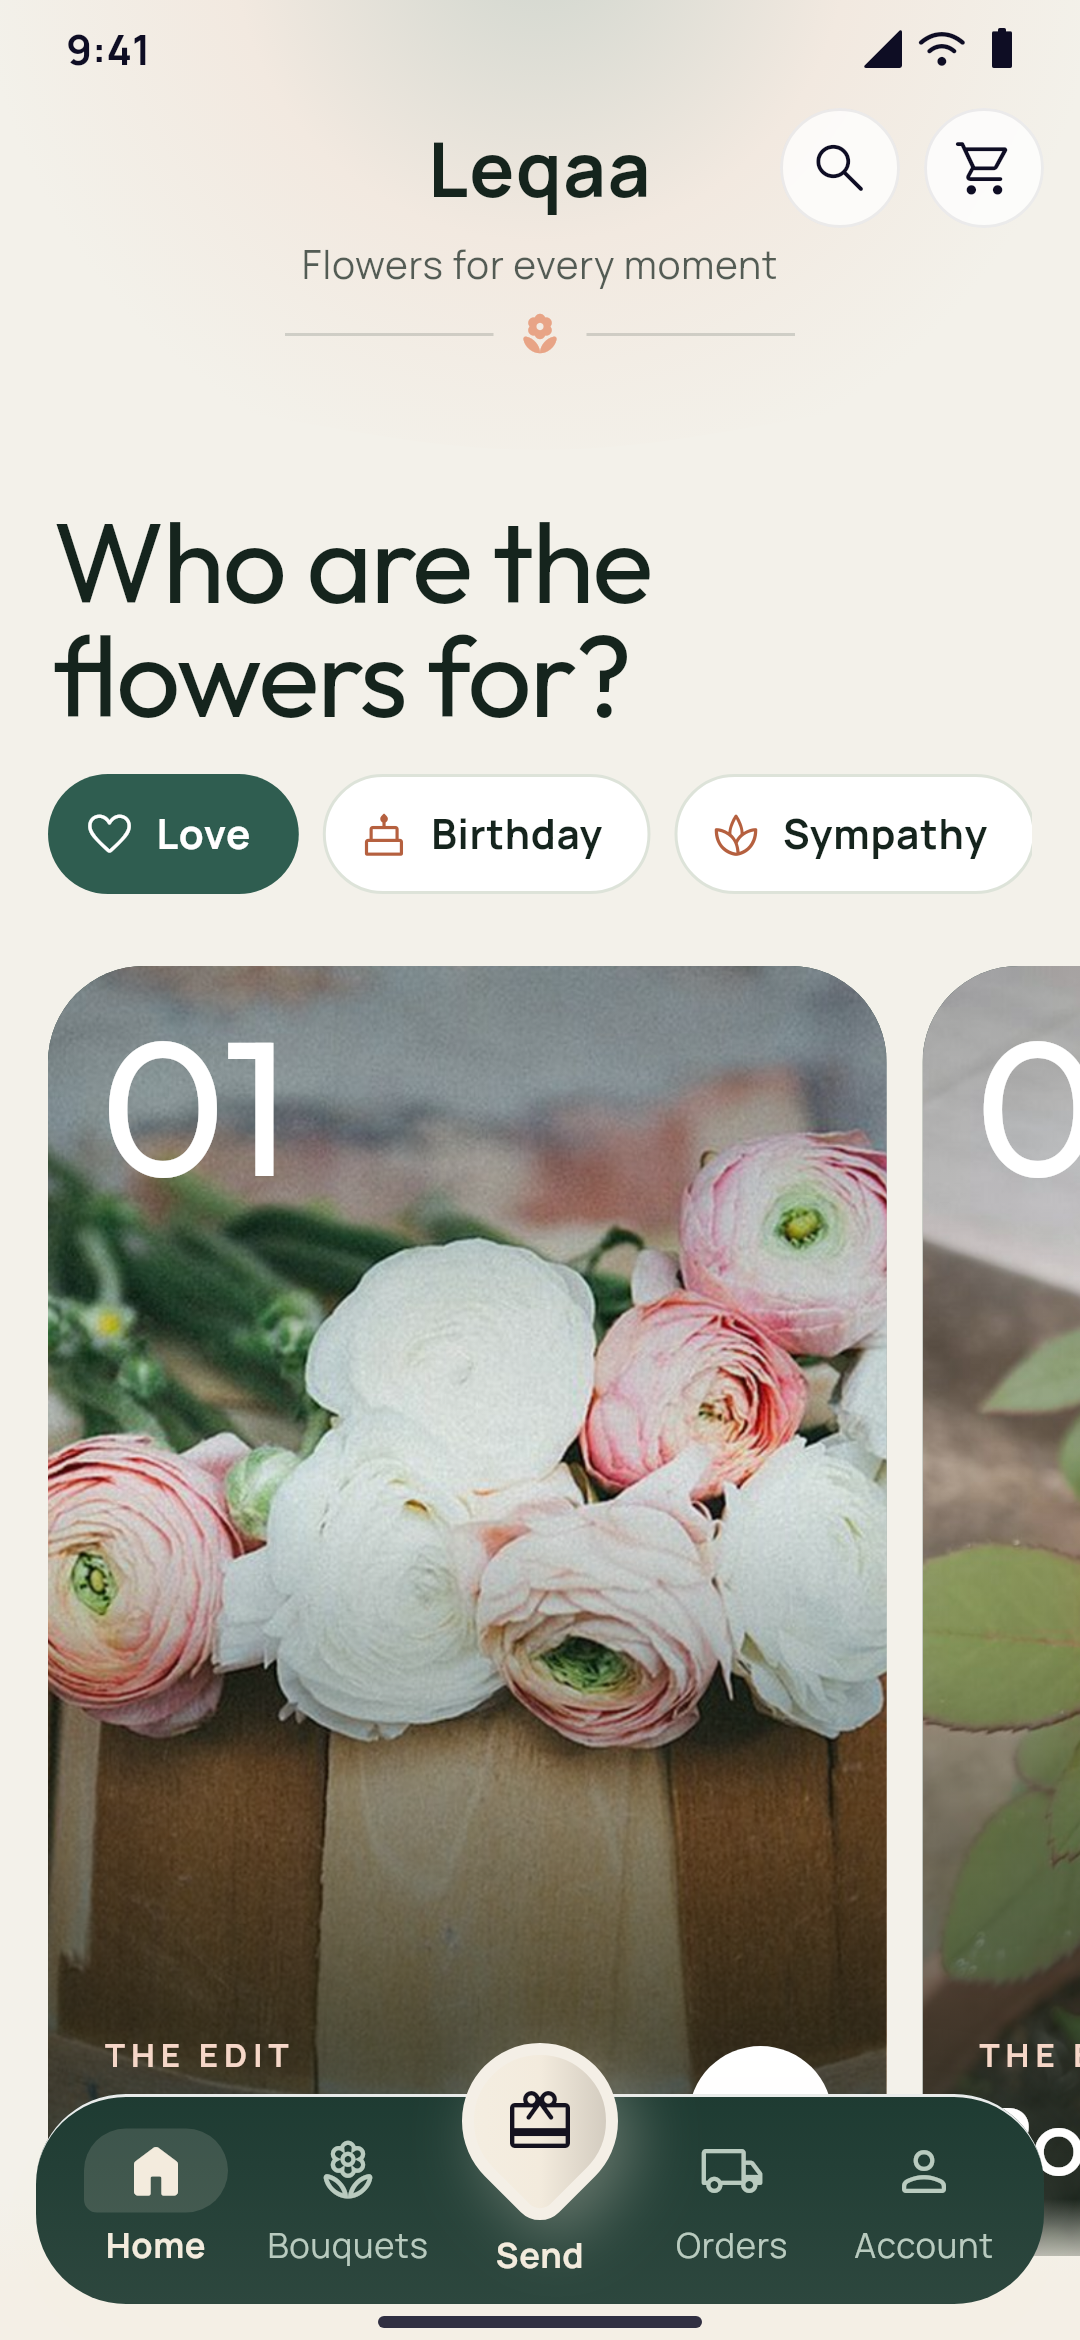 9:41
Leqaa
Flowers for every moment
Who are the
flowers for?
Love
Birthday
Sympathy
01
0
THE EDIT
THE
Home
Bouquets
Send
Orders
Account